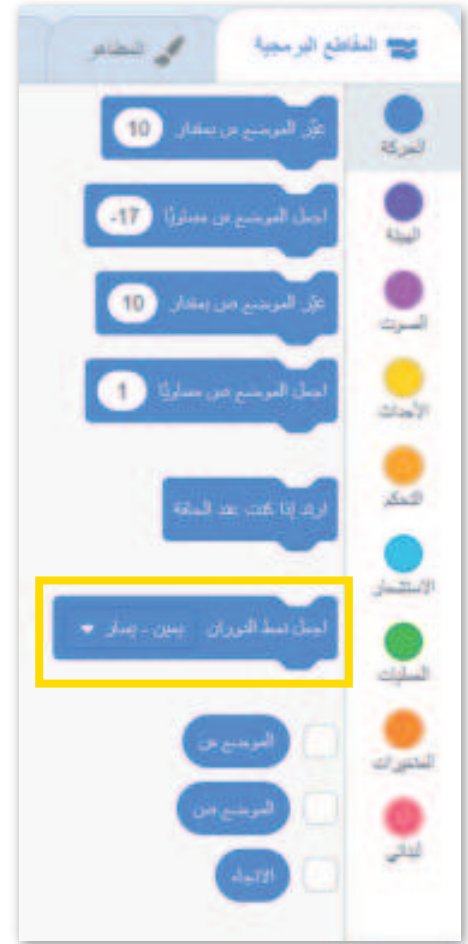 المقاطع البرمجية
المظاهر
الحركة
الهيئة
الصوت
الأحداث
التحكم
الاستشعار
العمليات
المتغيرات
لبناتي
غيّر الموضع س بمقدار 10
اجعل الموضع س مساويًا -17
غيّر الموضع ص بمقدار 10
اجعل الموضع ص مساويًا 1
ارتد إذا كنت عند الحافة
اجعل نمط الدوران يمين - يسار
الموضع س
الموضع ص
الاتجاه